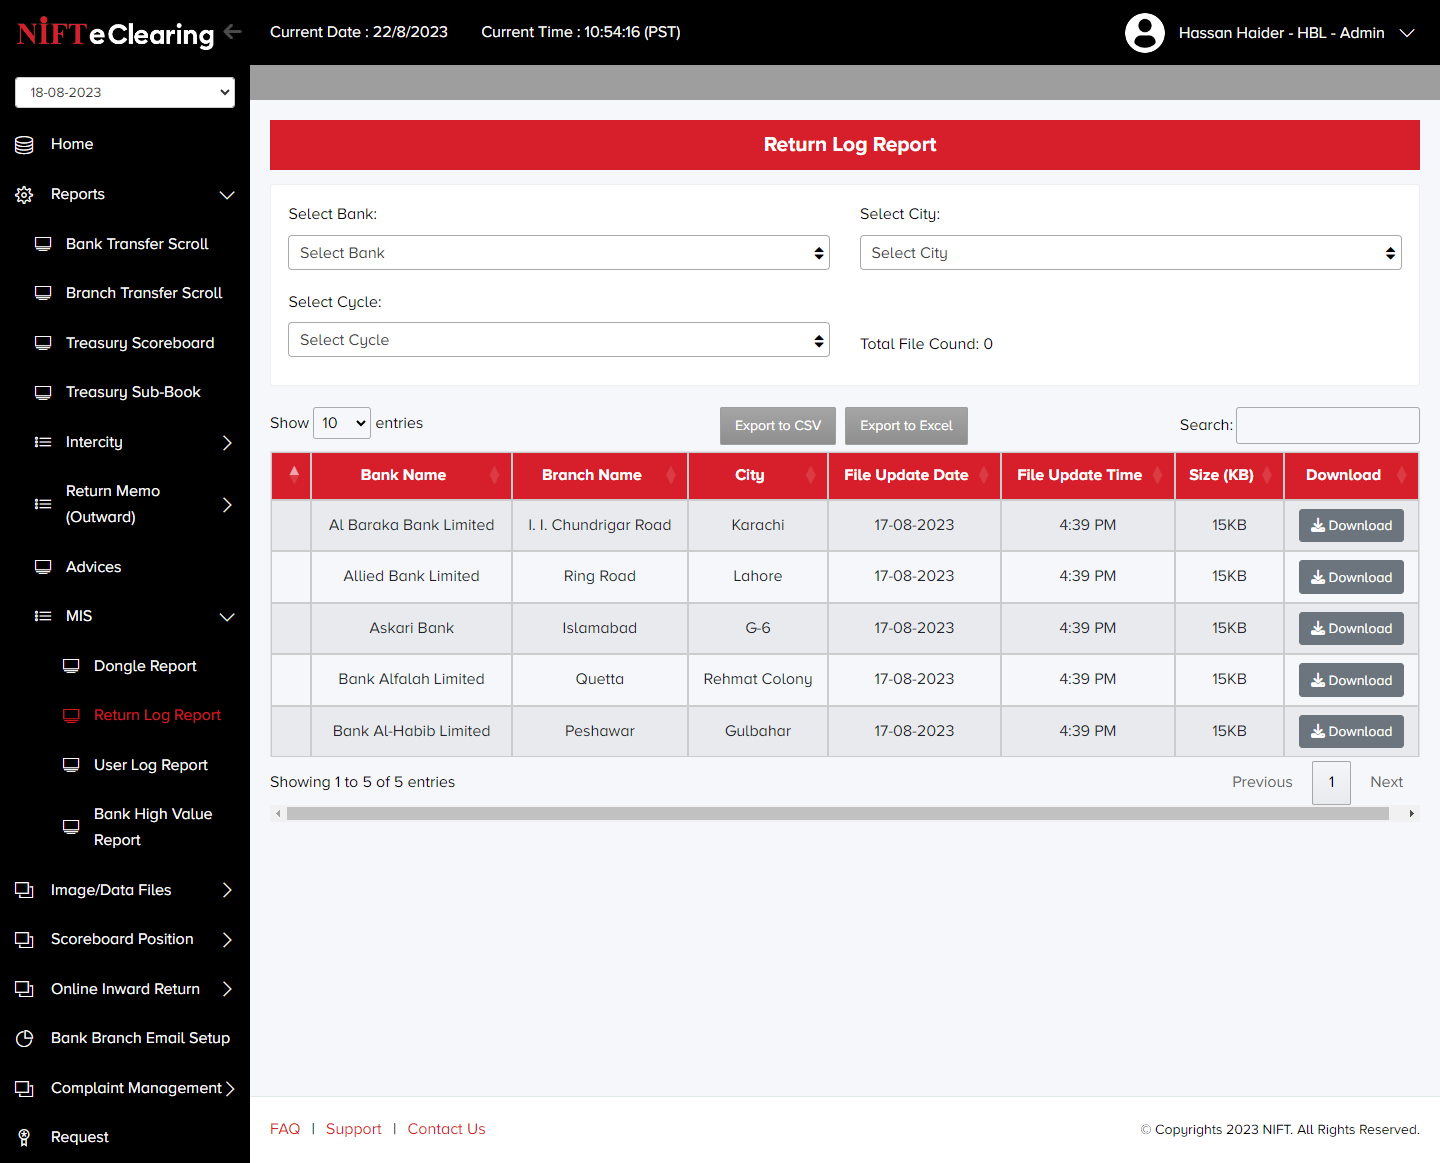 NIFT eClearing
Current Date : 22/8/2023
Current Time : 10:54:16 (PST)
Hassan Haider - HBL - Admin
18-08-2023
Home
Reports
Bank Transfer Scroll
Branch Transfer Scroll
Treasury Scoreboard
Treasury Sub-Book
Intercity
Return Memo
(Outward)
Advices
MIS
Dongle Report
Return Log Report
User Log Report
Bank High Value
Report
Image/Data Files
Scoreboard Position
Online Inward Return
Bank Branch Email Setup
Complaint Management
Request
Return Log Report
Select Bank:
Select City:
Select Bank
Select City
Select Cycle:
Select Cycle
Total File Cound: 0
Show 10 entries
Export to CSV
Export to Excel
Search:
Bank Name Branch Name City File Update Date File Update Time Size (KB) Download
Al Baraka Bank Limited I. I. Chundrigar Road Karachi 17-08-2023 4:39 PM 15KB Download
Allied Bank Limited Ring Road Lahore 17-08-2023 4:39 PM 15KB Download
Askari Bank Islamabad G-6 17-08-2023 4:39 PM 15KB Download
Bank Alfalah Limited Quetta Rehmat Colony 17-08-2023 4:39 PM 15KB Download
Bank Al-Habib Limited Peshawar Gulbahar 17-08-2023 4:39 PM 15KB Download
Showing 1 to 5 of 5 entries
Previous 1 Next
FAQ | Support | Contact Us
© Copyrights 2023 NIFT. All Rights Reserved.